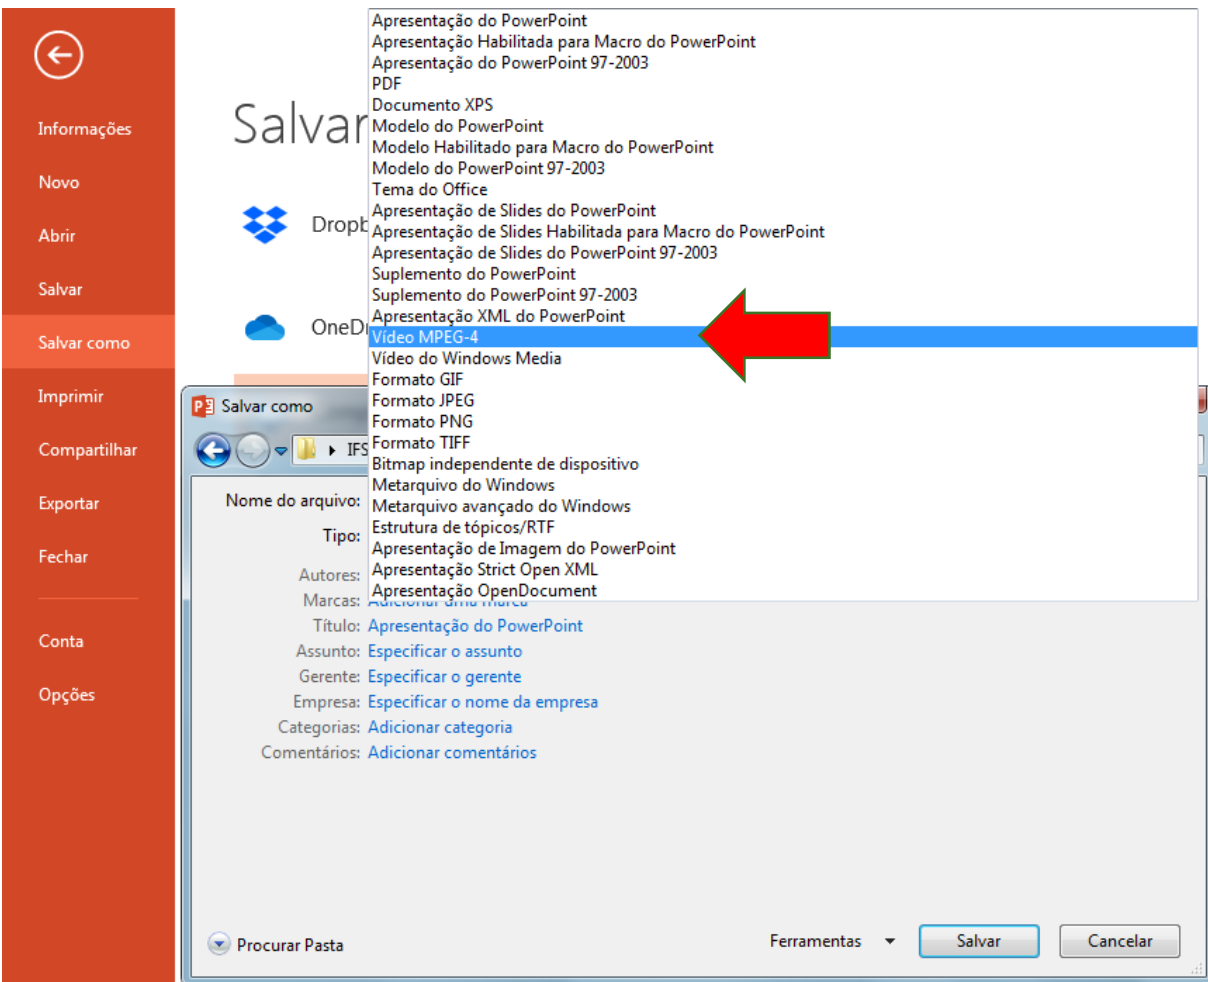 Informações
Novo
Abrir
Salvar
Salvar como
Imprimir
Compartilhar
Exportar
Fechar
Conta
Opções
Salvar
Apresentação do PowerPoint
Apresentação Habilitada para Macro do PowerPoint
Apresentação do PowerPoint 97-2003
PDF
Documento XPS
Modelo do PowerPoint
Modelo Habilitado para Macro do PowerPoint
Modelo do PowerPoint 97-2003
Tema do Office
Apresentação de Slides do PowerPoint
Apresentação de Slides Habilitada para Macro do PowerPoint
Apresentação de Slides do PowerPoint 97-2003
Suplemento do PowerPoint
Suplemento do PowerPoint 97-2003
Apresentação XML do PowerPoint
Vídeo MPEG-4
Vídeo do Windows Media
Formato GIF
Formato JPEG
Formato PNG
Formato TIFF
Bitmap independente de dispositivo
Metarquivo do Windows
Metarquivo avançado do Windows
Estrutura de tópicos/RTF
Apresentação de Imagem do PowerPoint
Apresentação Strict Open XML
Apresentação OpenDocument
Dropb
OneDr
P Salvar como
IFS
Nome do arquivo:
Tipo:
Autores:
Marcas: Adicionar uma marca
Título: Apresentação do PowerPoint
Assunto: Especificar o assunto
Gerente: Especificar o gerente
Empresa: Especificar o nome da empresa
Categorias: Adicionar categoria
Comentários: Adicionar comentários
Procurar Pasta
Ferramentas
Salvar
Cancelar